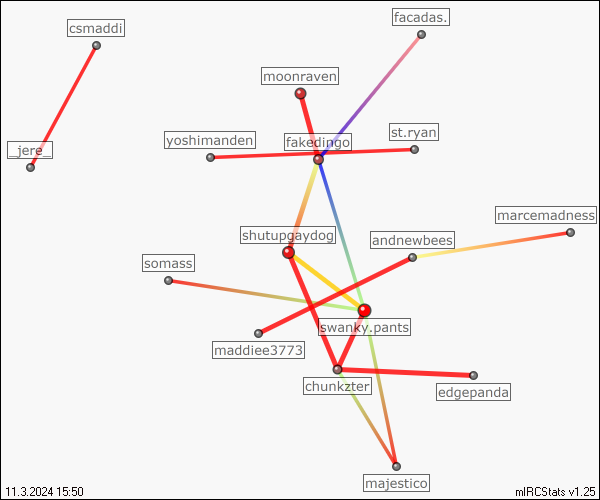 facadas.
csmaddi
moonraven
st.ryan
yoshimanden
fakedingo
_jere_
marcemadness
shutupgaydog
andnewbees
somass
swanky.pants
maddiee3773
chunkzter
edgepanda
majestico
11.3.2024 15:50
mIRCStats v1.25